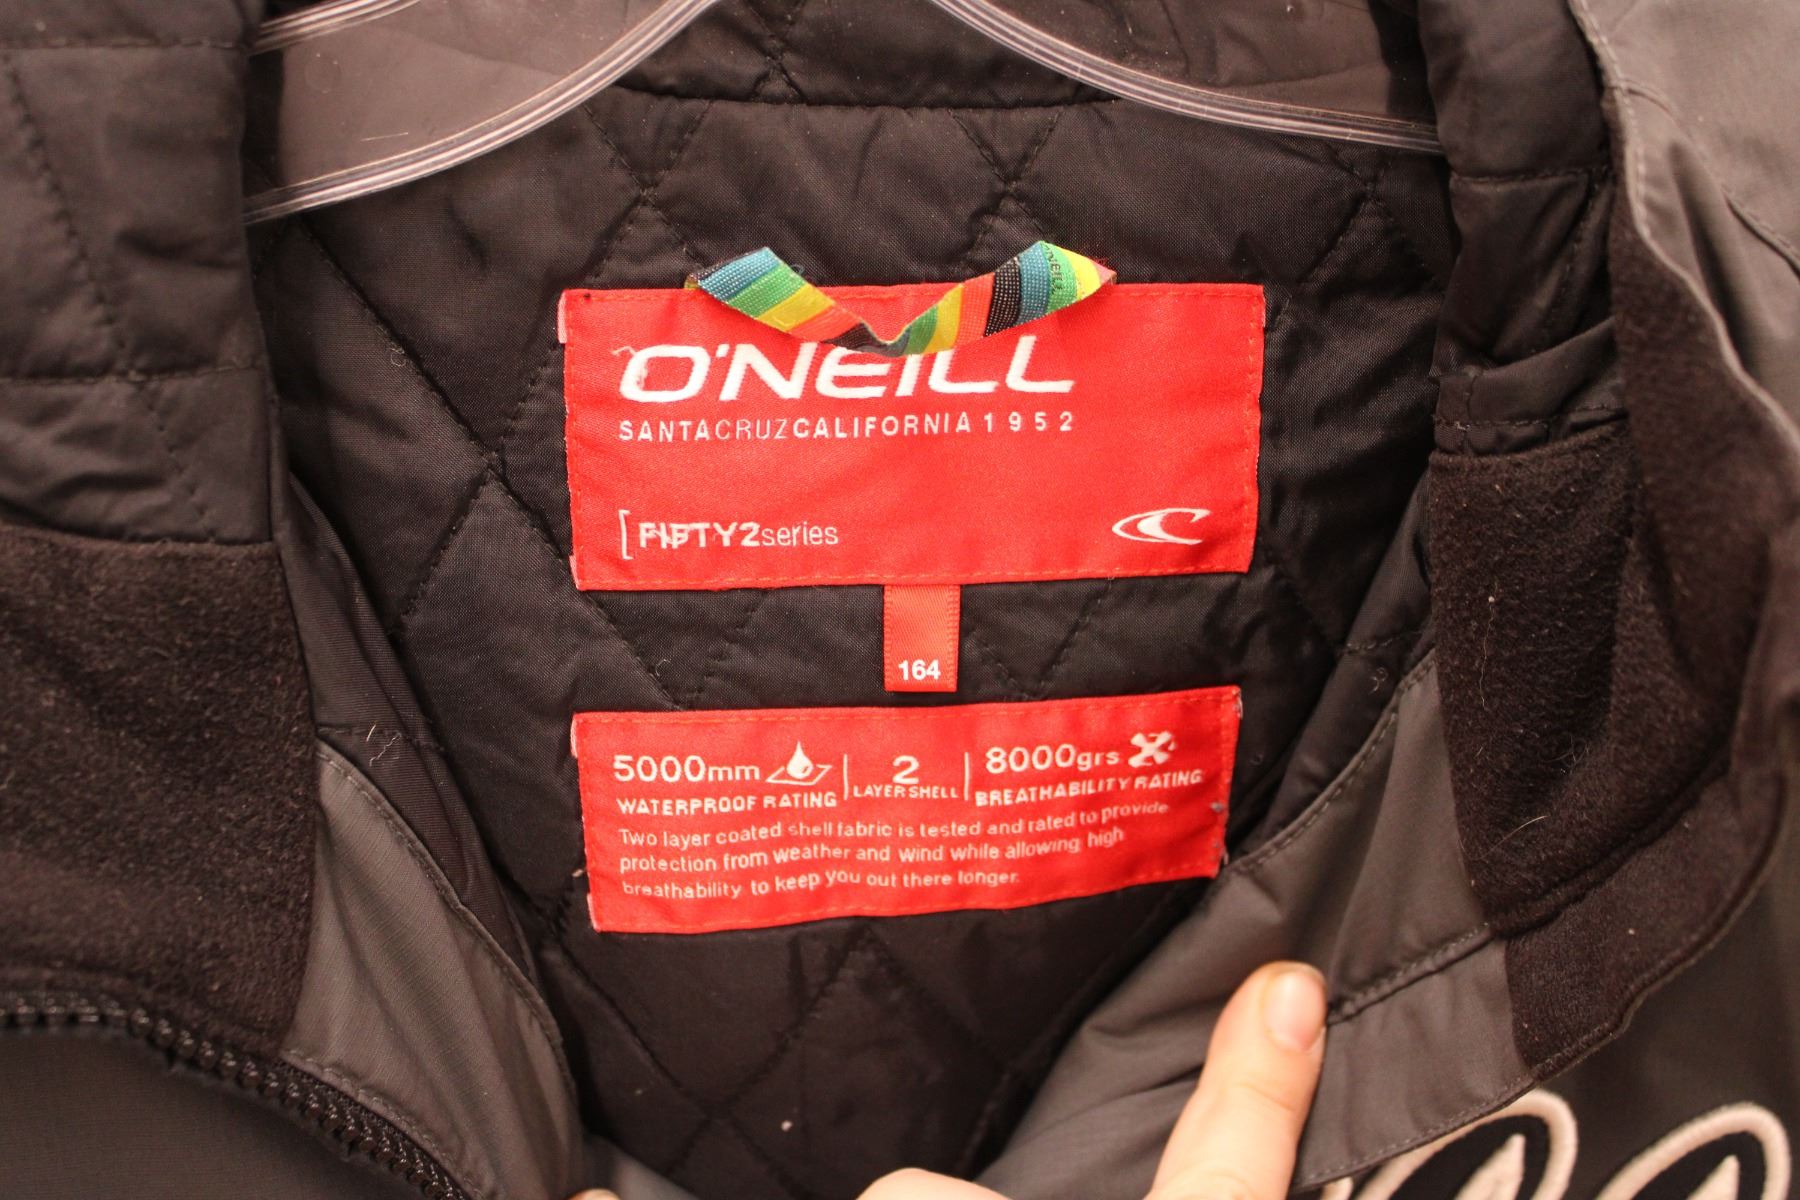 O'NEILL
O'NEILL
SANTACRUZCALIFORNIA1952
[FIFTY2series
164
5000mm
WATERPROOF RATING
2
LAYER SHELL
8000grs
BREATHABILITY RATING
Two layer coated shell fabric is tested and rated to provide
protection from weather and wind while allowing high
breathability to keep you out there longer.